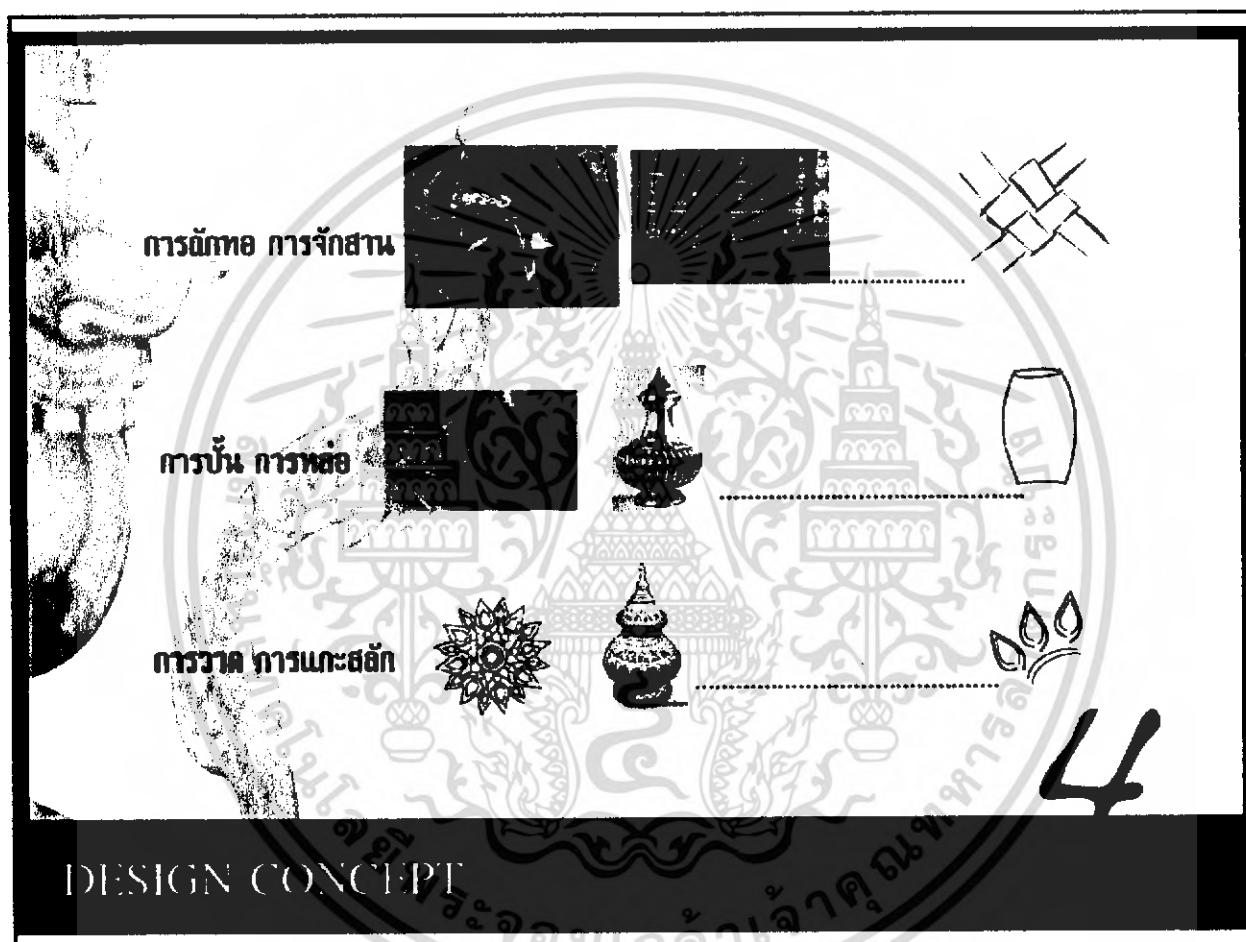 การถักทอ การจักสาน
การปั้น การหล่อ
การวาด การแกะสลัก
4
DESIGN CONCEPT